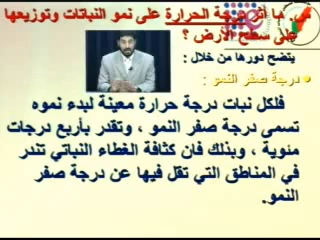 س. ما أثر درجة الحرارة على نمو النباتات وتوزيعها
على سطح الأرض ؟
يتضح دورها من خلال :
درجة صفر النمو :
فلكل نبات درجة حرارة معينة لبدء نموه
تسمى درجة صفر النمو ، وتقدر بأربع درجات
مئوية ، وبذلك فان كثافة الغطاء النباتي تندر
في المناطق التي تقل فيها عن درجة صفر
النمو.